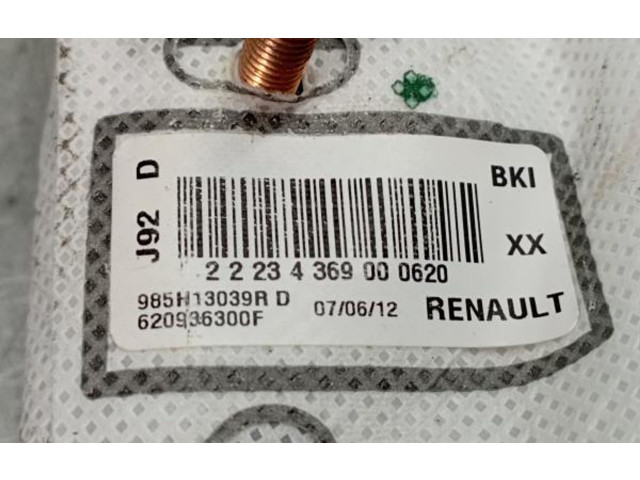 J92 D
BKI
XX
2 2 23 4 369 00 0620
985H13039R D
620936300F
07/06/12
RENAULT